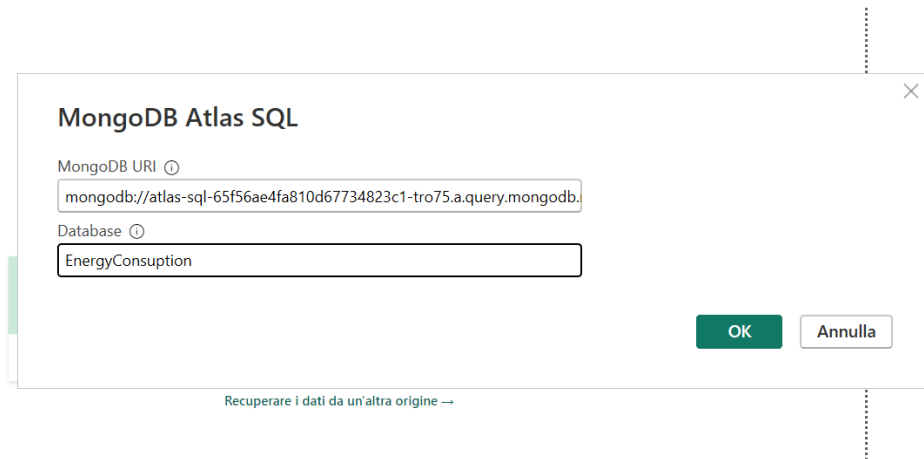 MongoDB Atlas SQL
MongoDB URI
mongodb://atlas-sql-65f56ae4fa810d67734823c1-tro75.a.query.mongodb.
Database
EnergyConsuption
OK
Annulla
Recuperare i dati da un'altra origine →